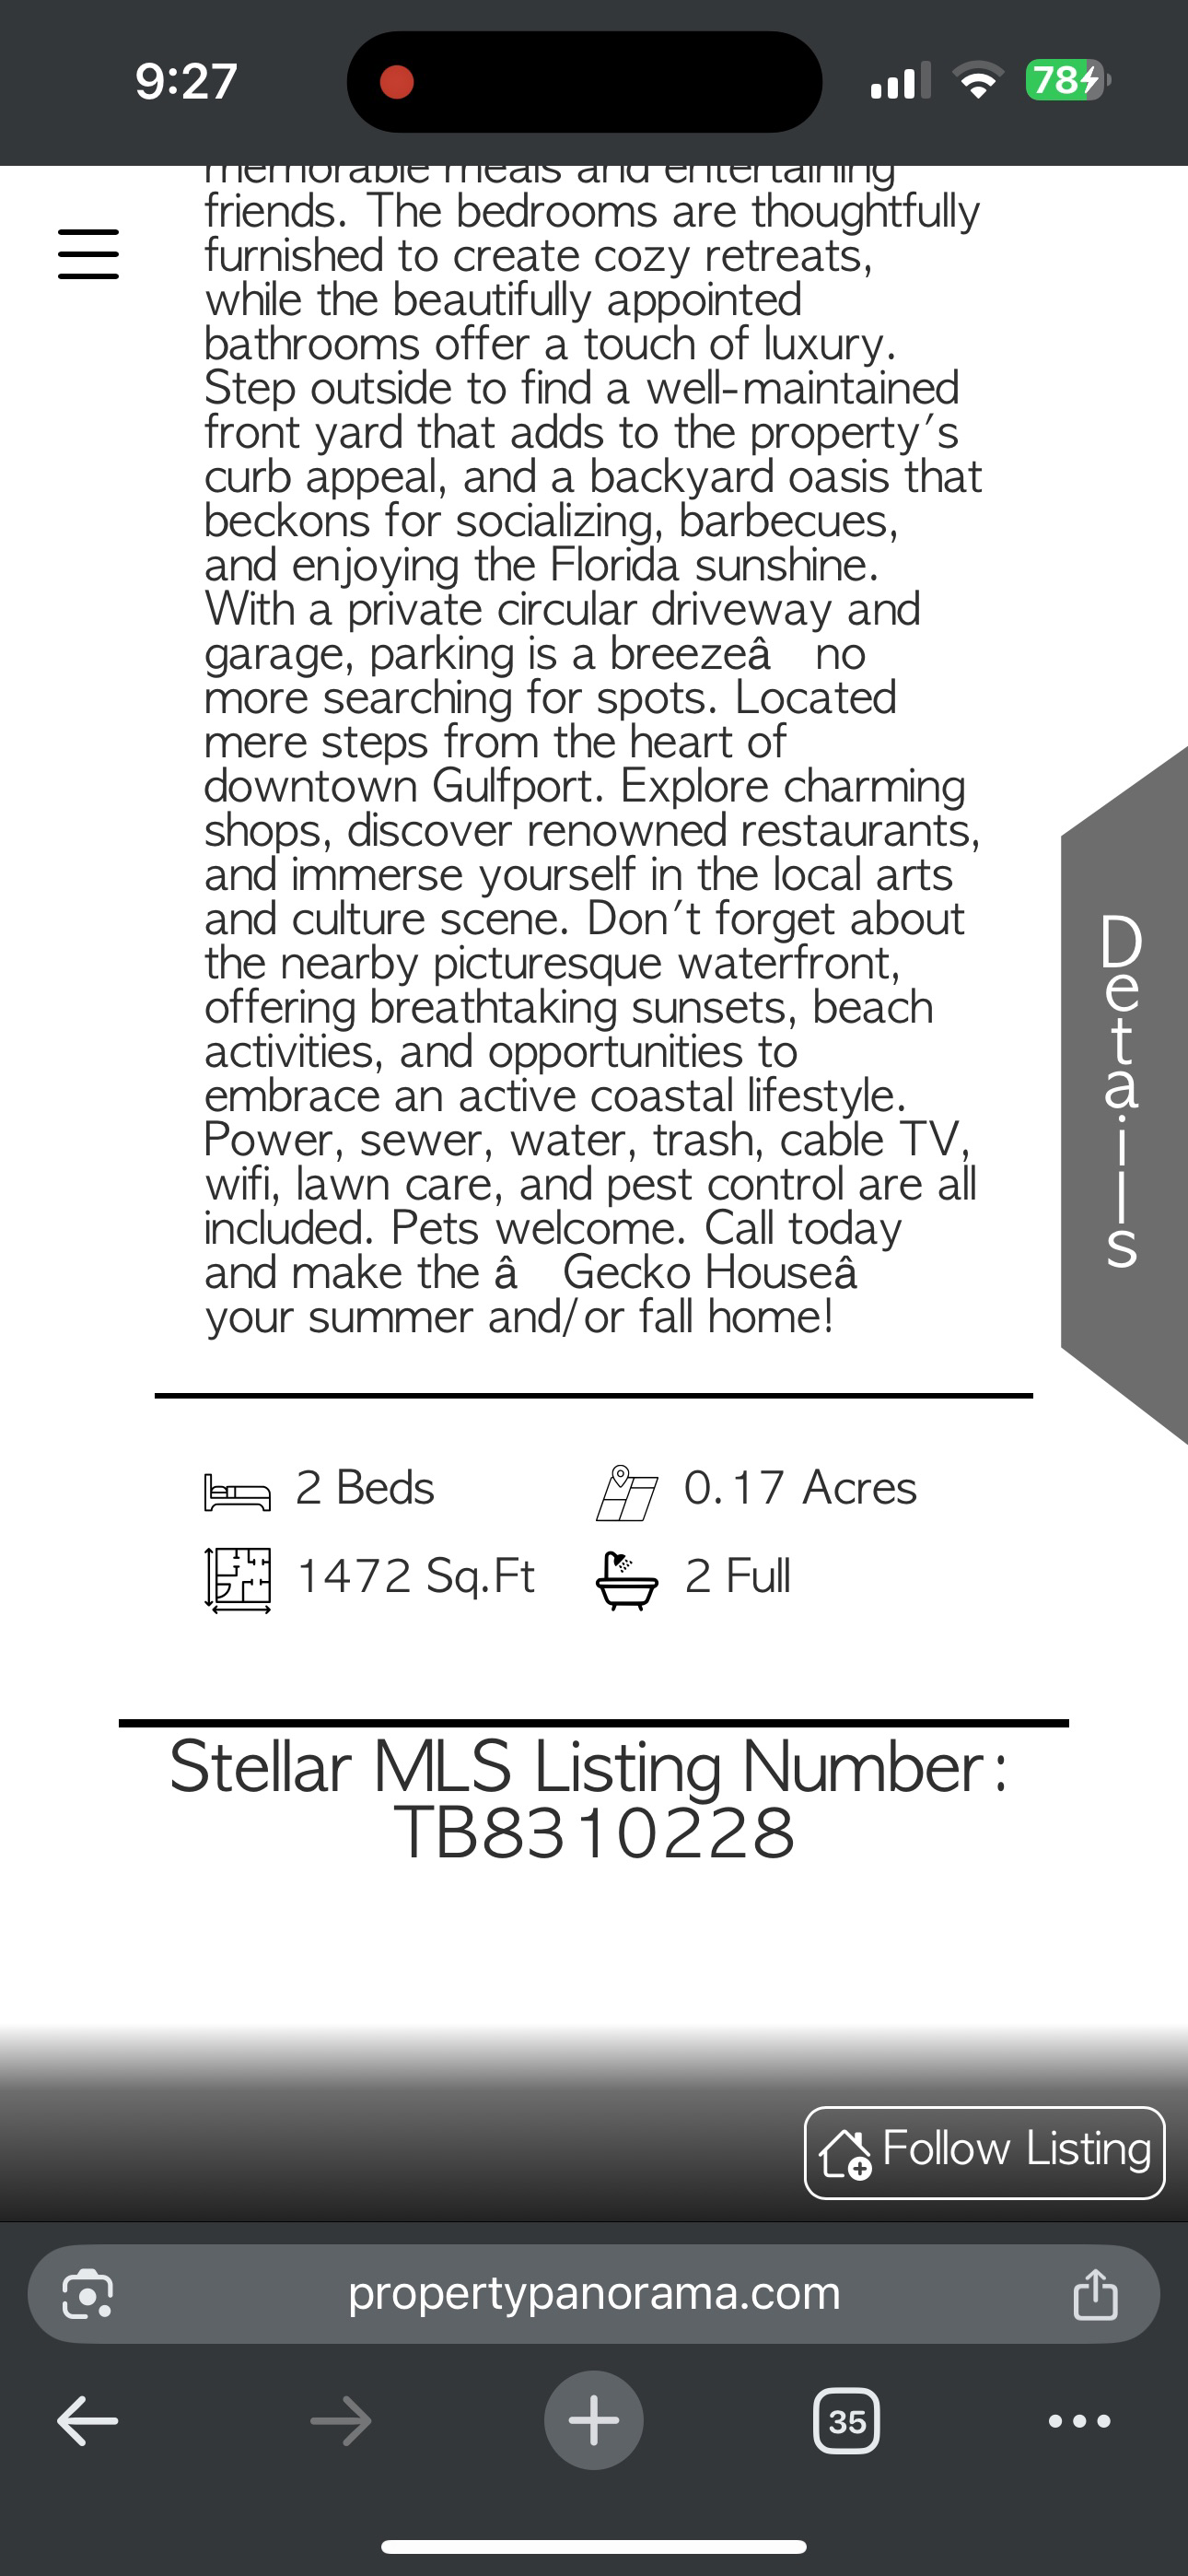 9:27
78
memorable meals and entertaining
friends. The bedrooms are thoughtfully
furnished to create cozy retreats,
while the beautifully appointed
bathrooms offer a touch of luxury.
Step outside to find a well-maintained
front yard that adds to the property's
curb appeal, and a backyard oasis that
beckons for socializing, barbecues,
and enjoying the Florida sunshine.
With a private circular driveway and
garage, parking is a breezeâ no
more searching for spots. Located
mere steps from the heart of
downtown Gulfport. Explore charming
shops, discover renowned restaurants,
and immerse yourself in the local arts
and culture scene. Don't forget about
the nearby picturesque waterfront,
offering breathtaking sunsets, beach
activities, and opportunities to
embrace an active coastal lifestyle.
Power, sewer, water, trash, cable TV,
wifi, lawn care, and pest control are all
included. Pets welcome. Call today
and make the â Gecko Houseâ
your summer and/or fall home!
Details
2 Beds
0.17 Acres
1472 Sq.Ft
2 Full
Stellar MLS Listing Number:
TB8310228
Follow Listing
propertypanorama.com
35